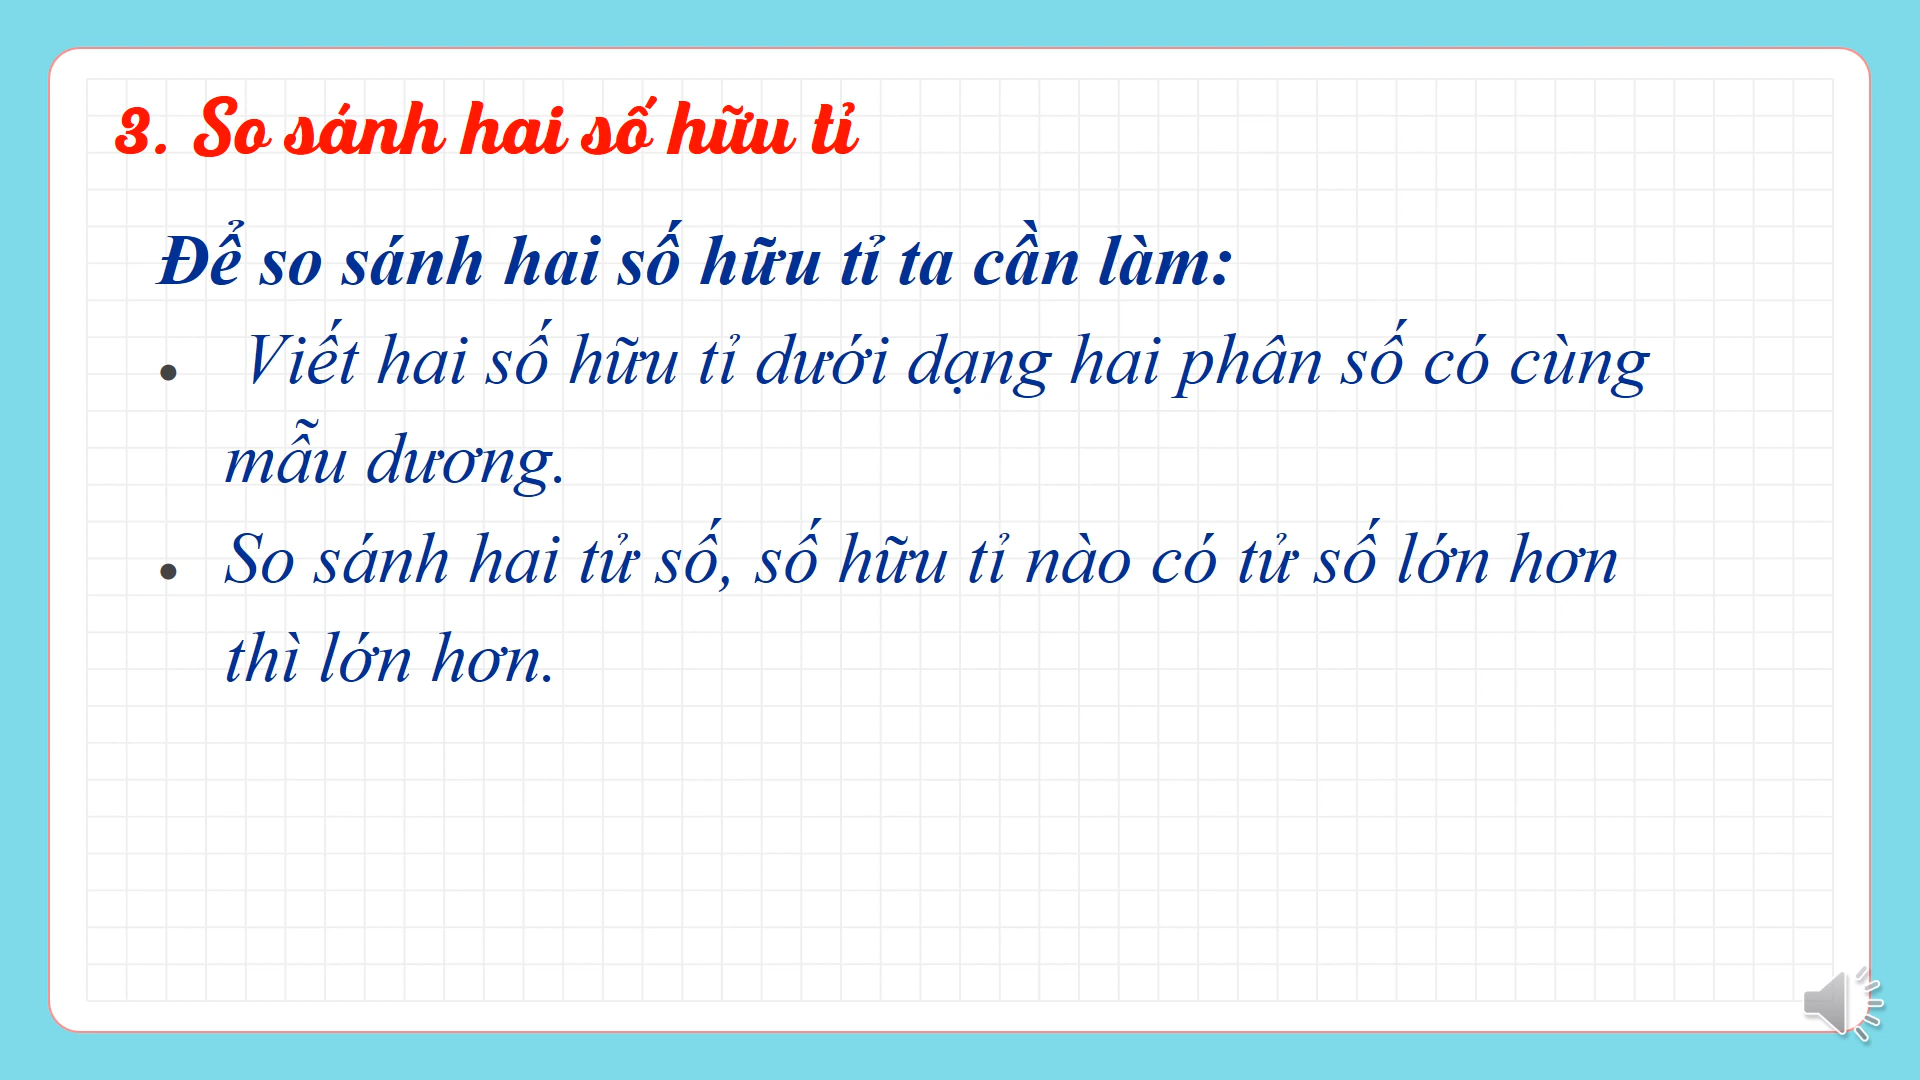 3. So sánh hai số hữu tỉ
Để so sánh hai số hữu tỉ ta cần làm:
• Viết hai số hữu tỉ dưới dạng hai phân số có cùng
mẫu dương.
• So sánh hai tử số, số hữu tỉ nào có tử số lớn hơn
thì lớn hơn.